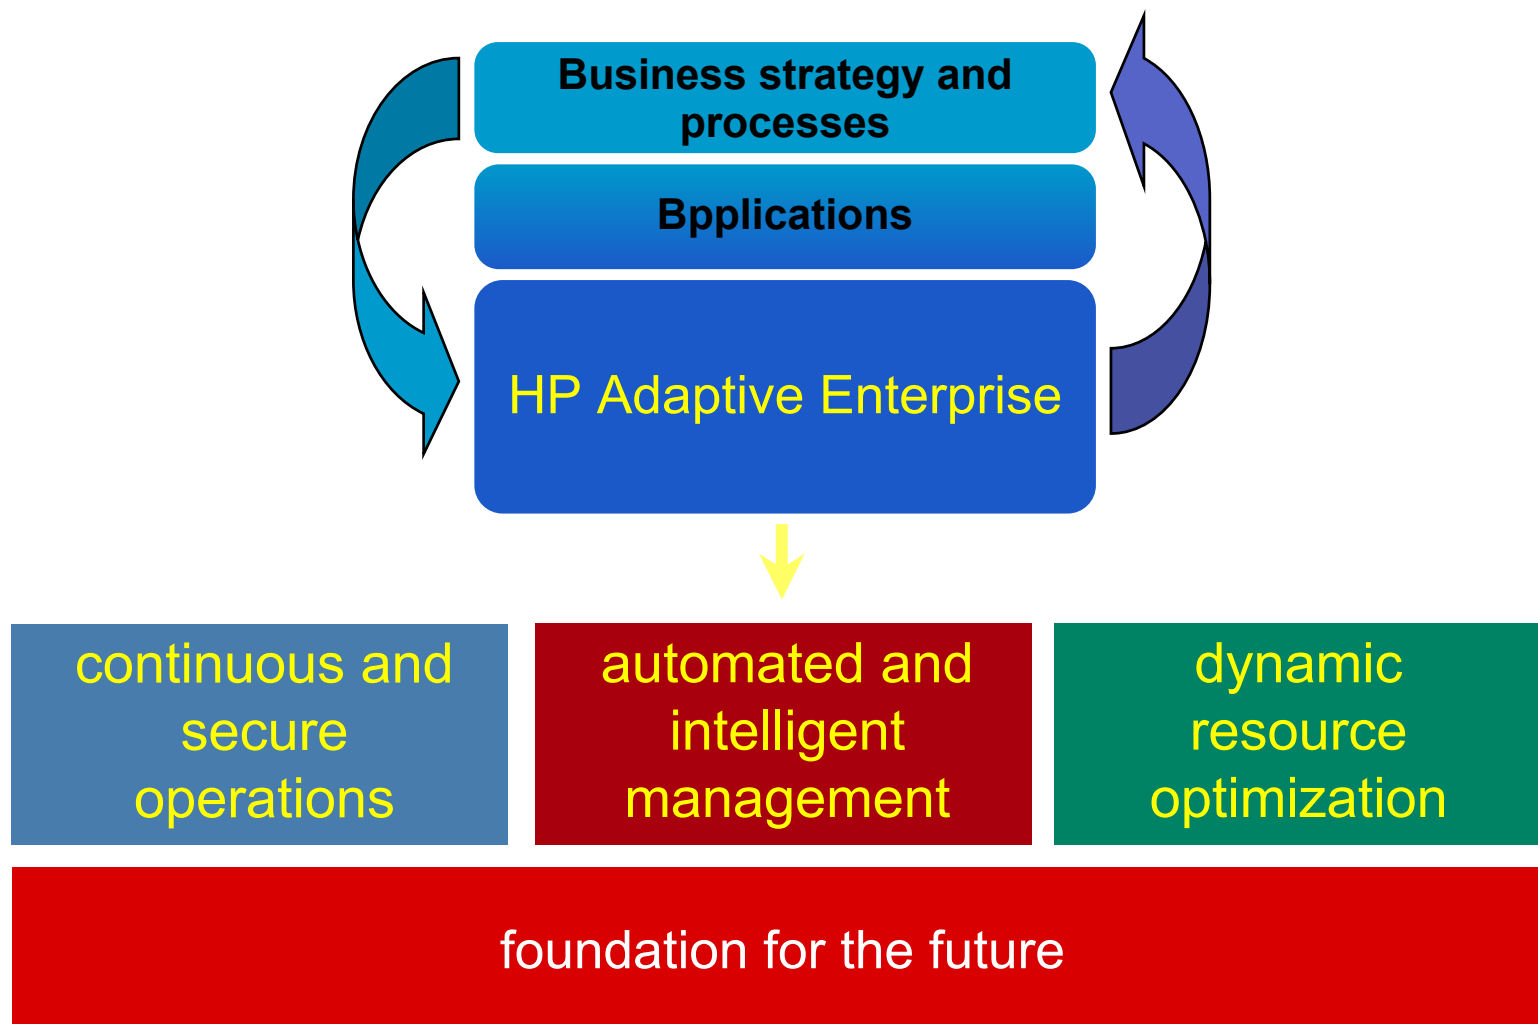 Business strategy and
processes
Bpplications
HP Adaptive Enterprise
continuous and
secure
operations
automated and
intelligent
management
dynamic
resource
optimization
foundation for the future